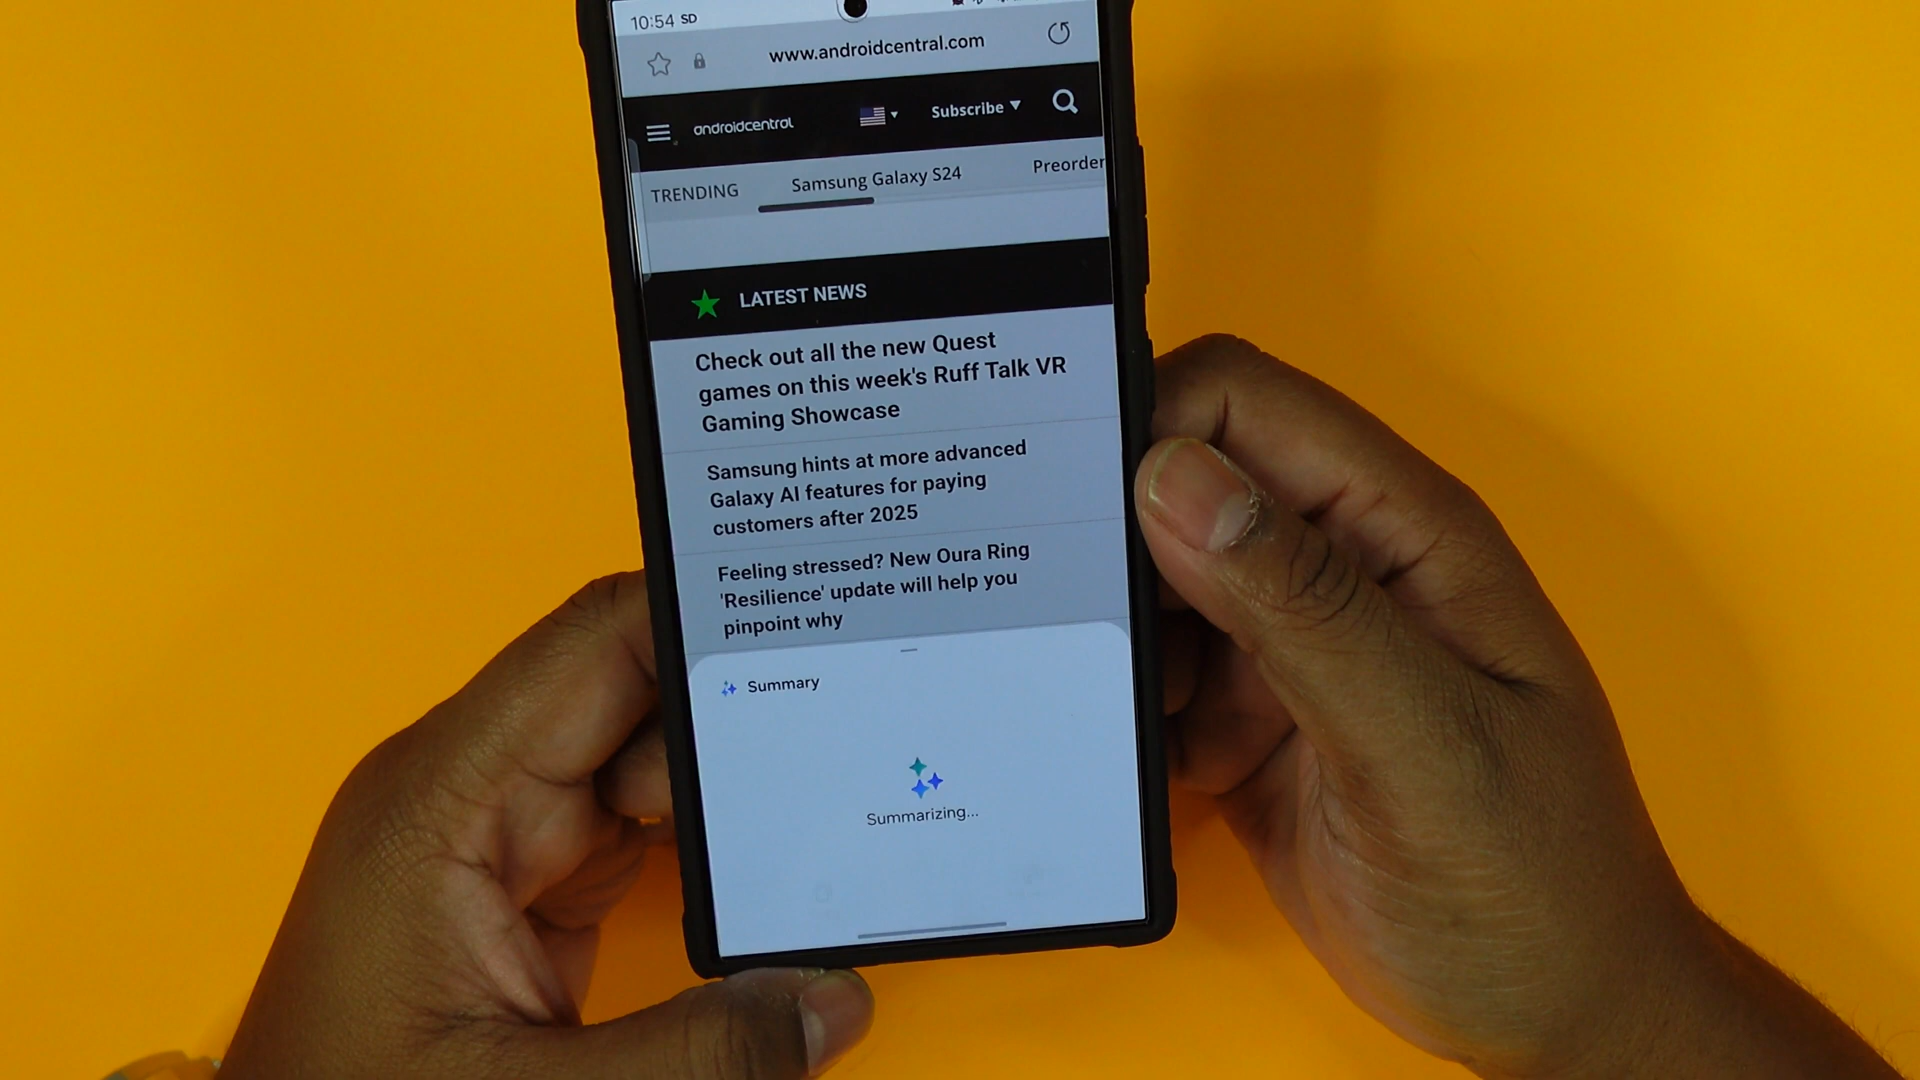 10:54 SD
www.androidcentral.com
androidcentral
Subscribe
TRENDING
Samsung Galaxy S24
Preorder
LATEST NEWS
Check out all the new Quest
games on this week's Ruff Talk VR
Gaming Showcase
Samsung hints at more advanced
Galaxy AI features for paying
customers after 2025
Feeling stressed? New Oura Ring
'Resilience' update will help you
pinpoint why
Summary
Summarizing...